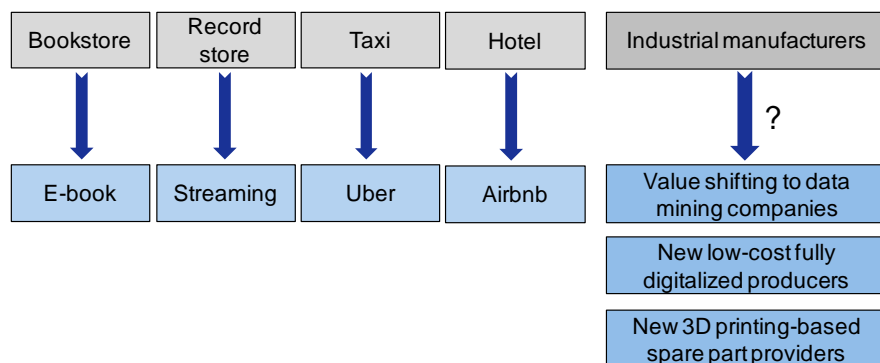 Bookstore
Record
store
Taxi
Hotel
Industrial manufacturers
?
E-book
Streaming
Uber
Airbnb
Value shifting to data
mining companies
New low-cost fully
digitalized producers
New 3D printing-based
spare part providers